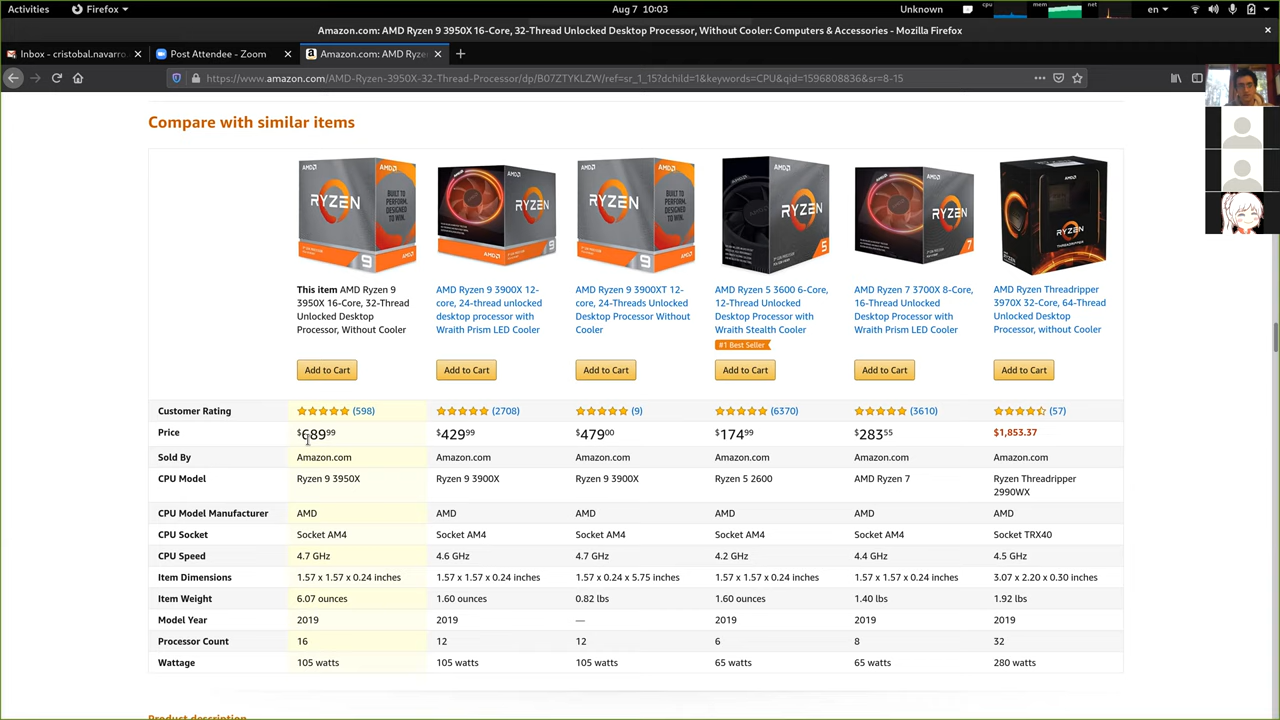 Activities Firefox Aug 7 10:03 Unknown cpu mem net en
Amazon.com: AMD Ryzen 9 3950X 16-Core, 32-Thread Unlocked Desktop Processor, Without Cooler: Computers & Accessories - Mozilla Firefox
Inbox - cristobal.navarro Post Attendee - Zoom Amazon.com: AMD Ryze
https://www.amazon.com/AMD-Ryzen-3950X-32-Thread-Processor/dp/B07ZTYKLZW/ref=sr_1_15?dchild=1&keywords=CPU&qid=1596808836&sr=8-15
Compare with similar items
This item AMD Ryzen 9 3950X 16-Core, 32-Thread Unlocked Desktop Processor, Without Cooler
AMD Ryzen 9 3900X 12-core, 24-thread unlocked desktop processor with Wraith Prism LED Cooler
AMD Ryzen 9 3900XT 12-core, 24-Threads Unlocked Desktop Processor Without Cooler
AMD Ryzen 5 3600 6-Core, 12-Thread Unlocked Desktop Processor with Wraith Stealth Cooler
#1 Best Seller
AMD Ryzen 7 3700X 8-Core, 16-Thread Unlocked Desktop Processor with Wraith Prism LED Cooler
AMD Ryzen Threadripper 3970X 32-Core, 64-Thread Unlocked Desktop Processor, without Cooler
Add to Cart Add to Cart Add to Cart Add to Cart Add to Cart Add to Cart
Customer Rating (598) (2708) (9) (6370) (3610) (57)
Price $689.99 $429.99 $479.00 $174.99 $283.55 $1,853.37
Sold By Amazon.com Amazon.com Amazon.com Amazon.com Amazon.com Amazon.com
CPU Model Ryzen 9 3950X Ryzen 9 3900X Ryzen 9 3900X Ryzen 5 2600 AMD Ryzen 7 Ryzen Threadripper 2990WX
CPU Model Manufacturer AMD AMD AMD AMD AMD AMD
CPU Socket Socket AM4 Socket AM4 Socket AM4 Socket AM4 Socket AM4 Socket TRX40
CPU Speed 4.7 GHz 4.6 GHz 4.7 GHz 4.2 GHz 4.4 GHz 4.5 GHz
Item Dimensions 1.57 x 1.57 x 0.24 inches 1.57 x 1.57 x 0.24 inches 1.57 x 0.24 x 5.75 inches 1.57 x 1.57 x 0.24 inches 1.57 x 1.57 x 0.24 inches 3.07 x 2.20 x 0.30 inches
Item Weight 6.07 ounces 1.60 ounces 0.82 lbs 1.60 ounces 1.40 lbs 1.92 lbs
Model Year 2019 2019 — 2019 2019 2019
Processor Count 16 12 12 6 8 32
Wattage 105 watts 105 watts 105 watts 65 watts 65 watts 280 watts
Product description